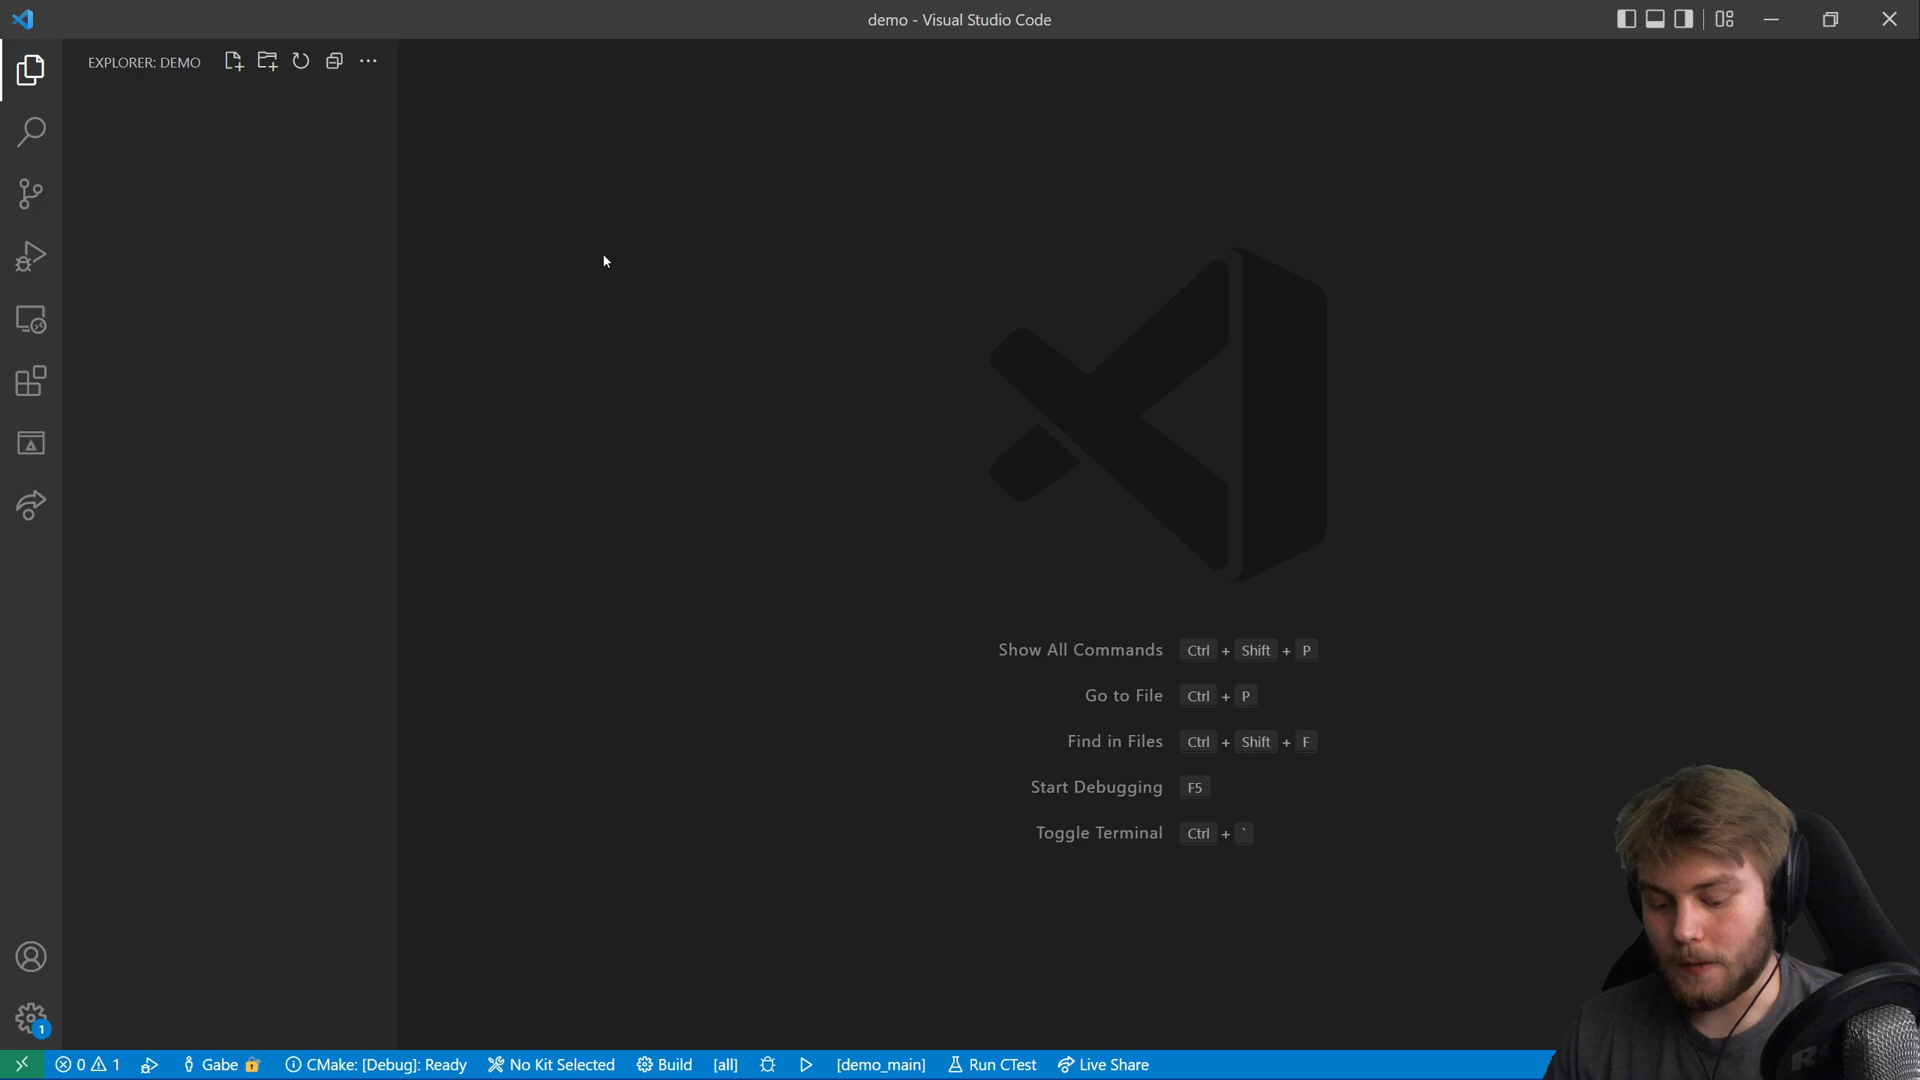 demo - Visual Studio Code
EXPLORER: DEMO
Show All Commands Ctrl + Shift + P
Go to File Ctrl + P
Find in Files Ctrl + Shift + F
Start Debugging F5
Toggle Terminal Ctrl + `
1
0 1 Gabe CMake: [Debug]: Ready No Kit Selected Build [all] [demo_main] Run CTest Live Share